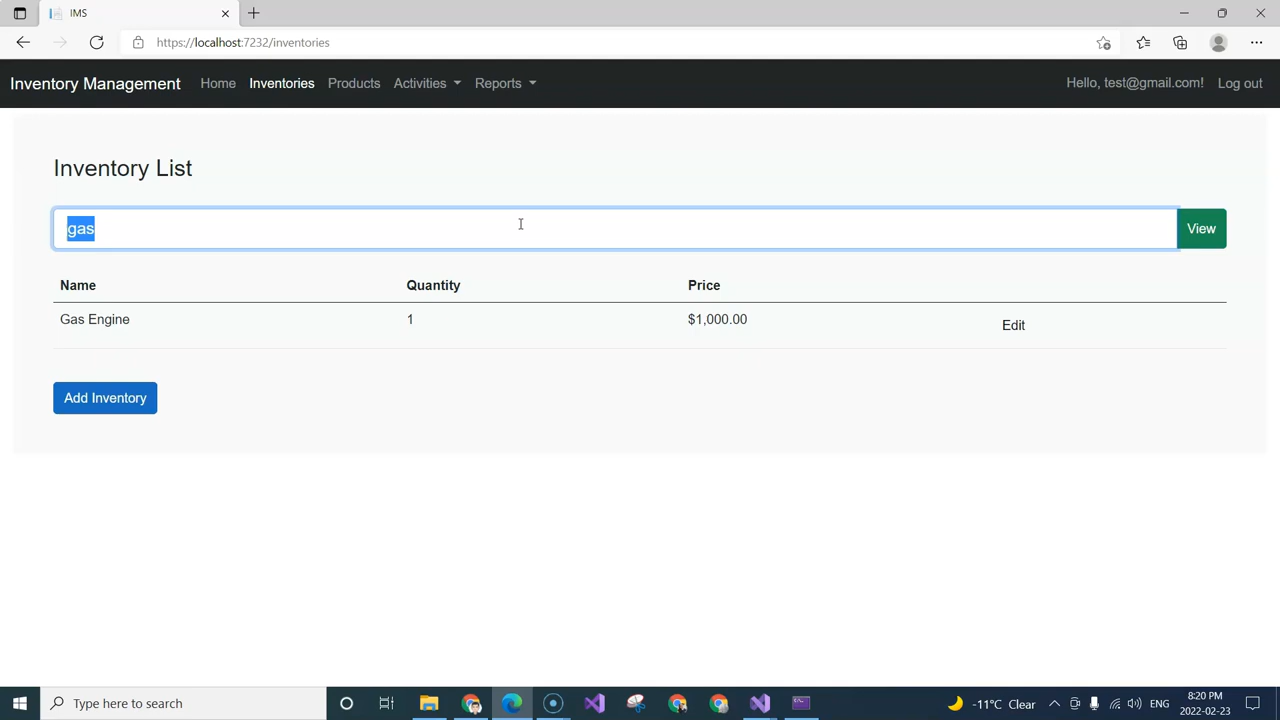 IMS
https://localhost:7232/inventories
Inventory Management Home Inventories Products Activities Reports Hello, test@gmail.com! Log out
Inventory List
gas View
Name Quantity Price
Gas Engine 1 $1,000.00 Edit
Add Inventory
Type here to search -11°C Clear ENG 8:20 PM
2022-02-23